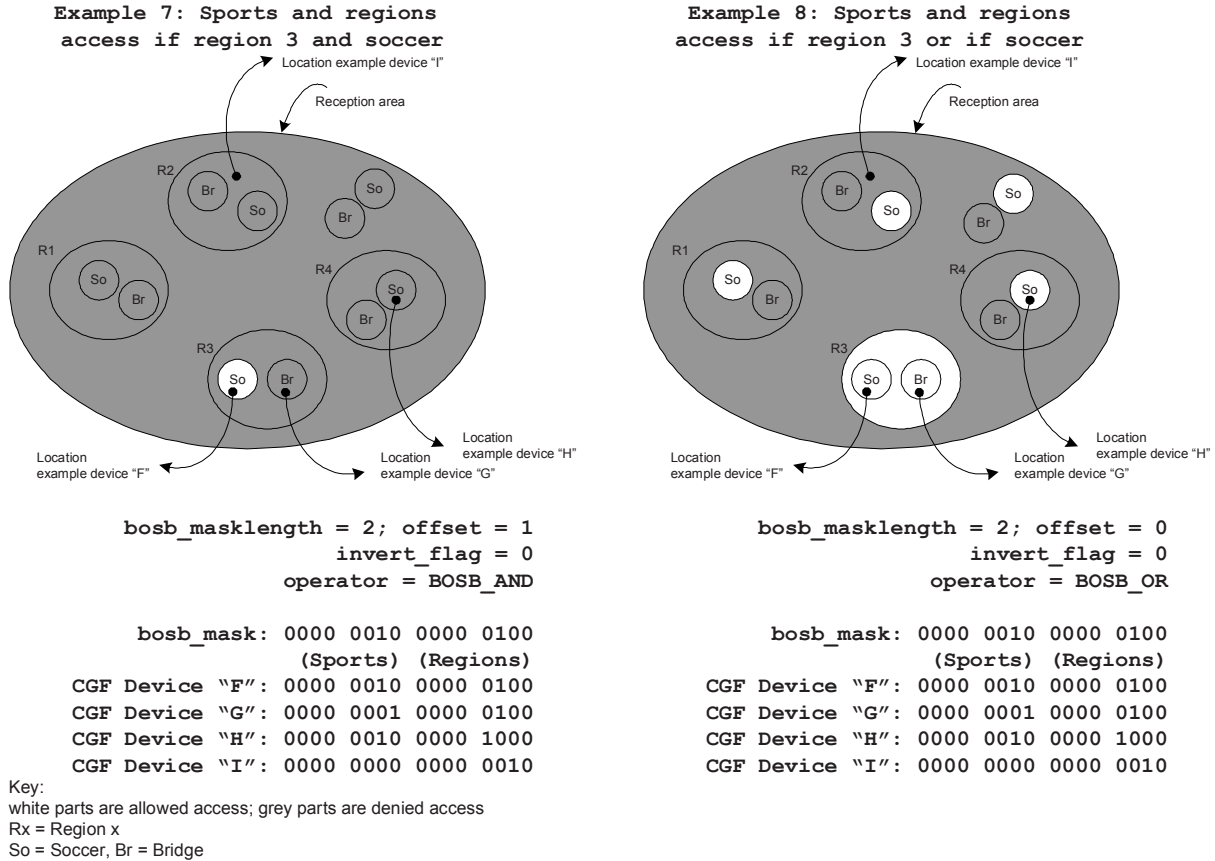 Example 7: Sports and regions
access if region 3 and soccer
Location example device “I”
Reception area
R2
Br
So
So
Br
R1
So
Br
R4
So
Br
R3
So
Br
Location
example device “F”
Location
example device “G”
Location
example device “H”
bosb_masklength = 2; offset = 1
invert_flag = 0
operator = BOSB_AND
bosb_mask: 0000 0010 0000 0100
(Sports) (Regions)
CGF Device “F”: 0000 0010 0000 0100
CGF Device “G”: 0000 0001 0000 0100
CGF Device “H”: 0000 0010 0000 1000
CGF Device “I”: 0000 0000 0000 0010
Key:
white parts are allowed access; grey parts are denied access
Rx = Region x
So = Soccer, Br = Bridge
Example 8: Sports and regions
access if region 3 or if soccer
Location example device “I”
Reception area
R2
Br
So
So
Br
R1
So
Br
R4
So
Br
R3
So
Br
Location
example device “F”
Location
example device “G”
Location
example device “H”
bosb_masklength = 2; offset = 0
invert_flag = 0
operator = BOSB_OR
bosb_mask: 0000 0010 0000 0100
(Sports) (Regions)
CGF Device “F”: 0000 0010 0000 0100
CGF Device “G”: 0000 0001 0000 0100
CGF Device “H”: 0000 0010 0000 1000
CGF Device “I”: 0000 0000 0000 0010